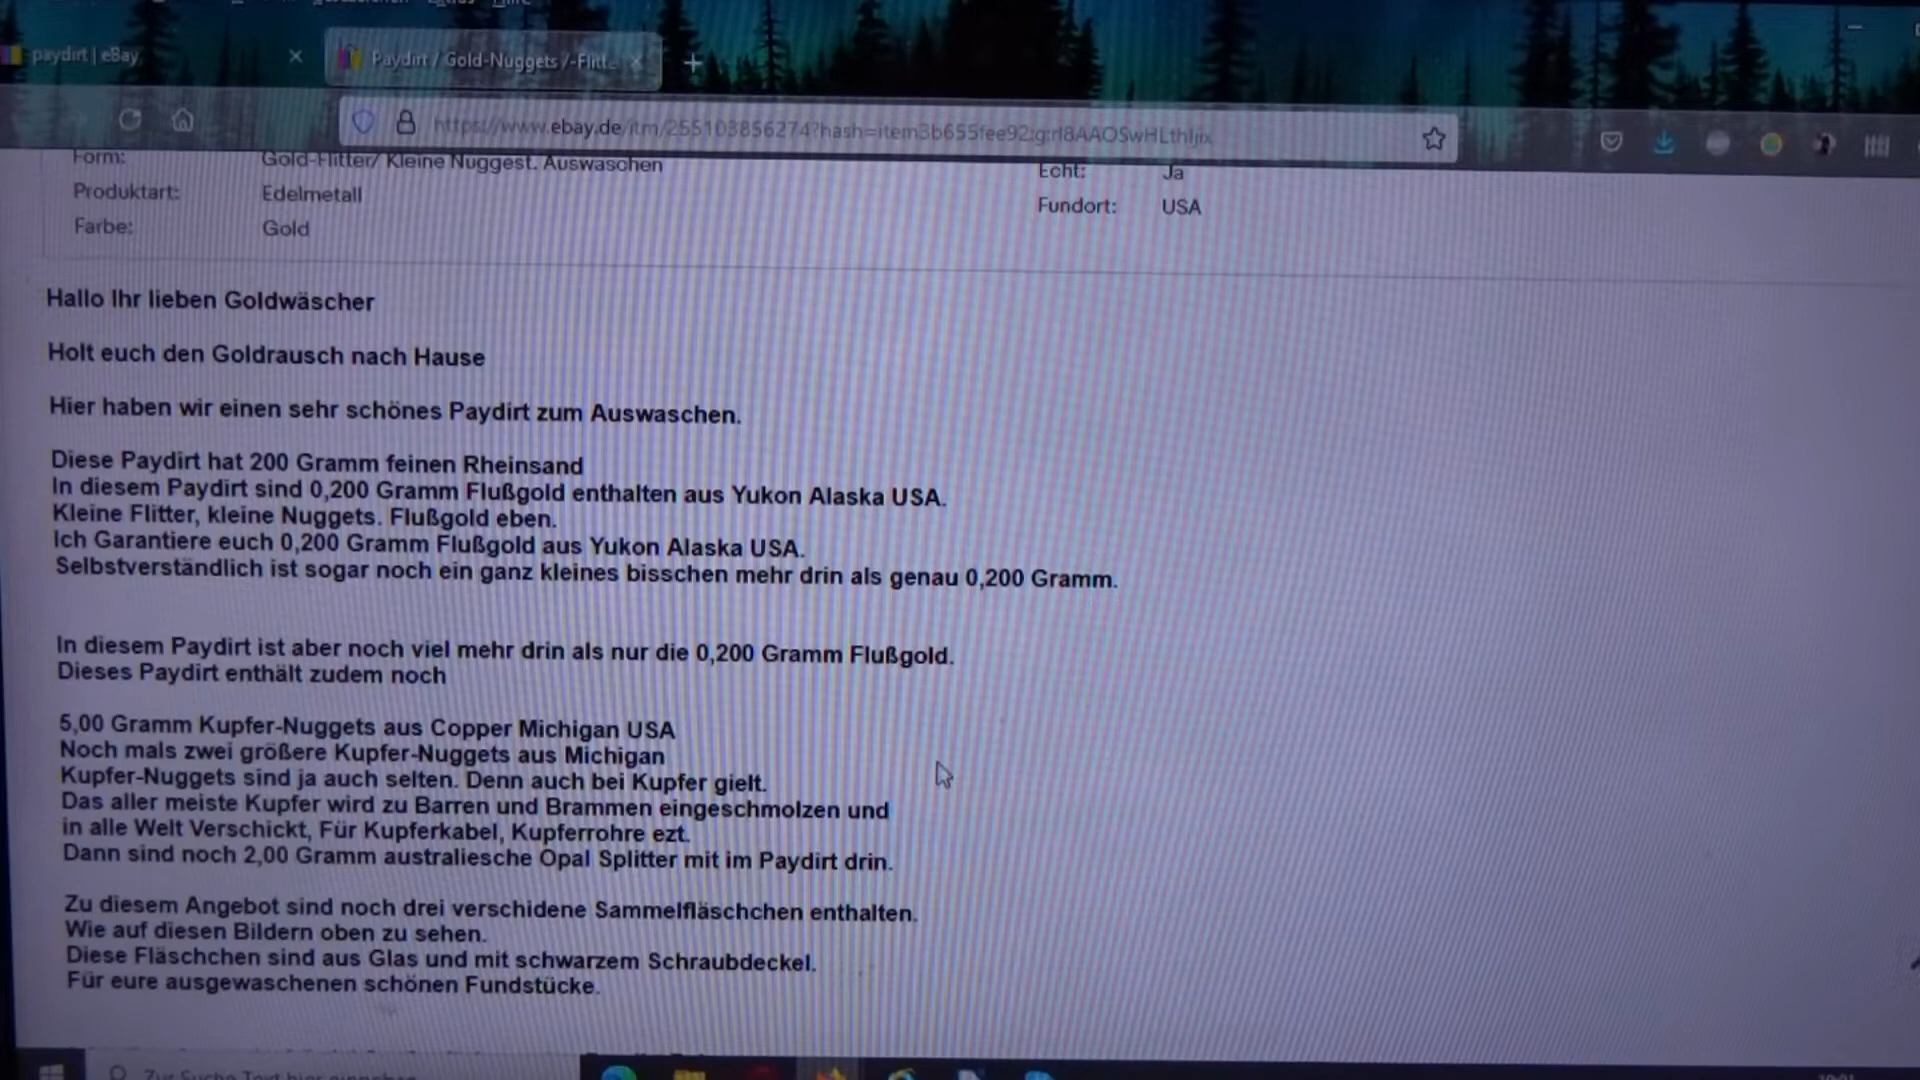 paydirt | eBay
Paydirt / Gold-Nuggets /-Flitte
https://www.ebay.de/itm/255103856274?hash=item3b655fee92:g:rI8AAOSwHLthIjix
Form: Gold-Flitter/ Kleine Nuggest. Auswaschen
Echt: Ja
Produktart: Edelmetall
Fundort: USA
Farbe: Gold
Hallo Ihr lieben Goldwäscher
Holt euch den Goldrausch nach Hause
Hier haben wir einen sehr schönes Paydirt zum Auswaschen.
Diese Paydirt hat 200 Gramm feinen Rheinsand
In diesem Paydirt sind 0,200 Gramm Flußgold enthalten aus Yukon Alaska USA.
Kleine Flitter, kleine Nuggets. Flußgold eben.
Ich Garantiere euch 0,200 Gramm Flußgold aus Yukon Alaska USA.
Selbstverständlich ist sogar noch ein ganz kleines bisschen mehr drin als genau 0,200 Gramm.
In diesem Paydirt ist aber noch viel mehr drin als nur die 0,200 Gramm Flußgold.
Dieses Paydirt enthält zudem noch
5,00 Gramm Kupfer-Nuggets aus Copper Michigan USA
Noch mals zwei größere Kupfer-Nuggets aus Michigan
Kupfer-Nuggets sind ja auch selten. Denn auch bei Kupfer gielt.
Das aller meiste Kupfer wird zu Barren und Brammen eingeschmolzen und
in alle Welt Verschickt, Für Kupferkabel, Kupferrohre ezt.
Dann sind noch 2,00 Gramm australiesche Opal Splitter mit im Paydirt drin.
Zu diesem Angebot sind noch drei verschidene Sammelfläschchen enthalten.
Wie auf diesen Bildern oben zu sehen.
Diese Fläschchen sind aus Glas und mit schwarzem Schraubdeckel.
Für eure ausgewaschenen schönen Fundstücke.
Zur Suche Text hier eingeben